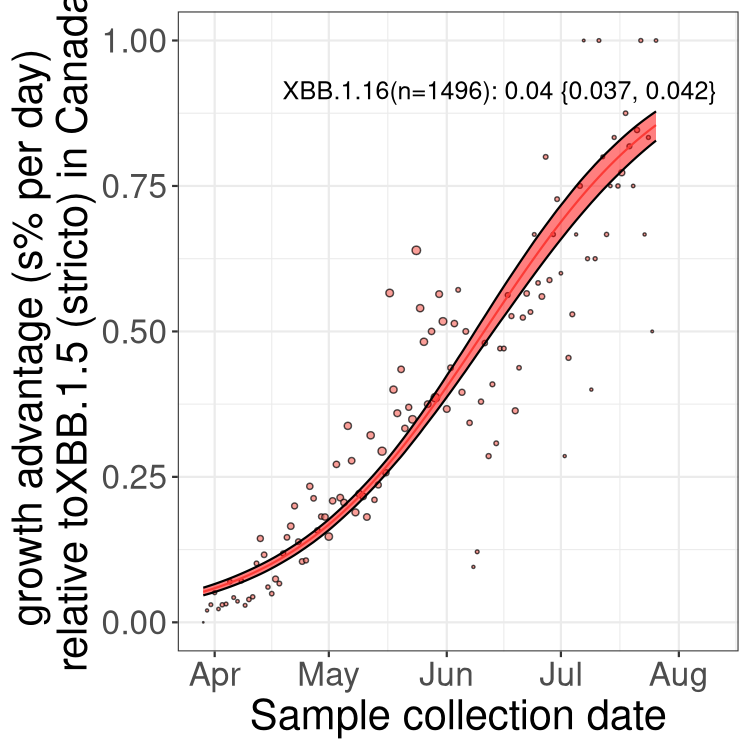 growth advantage (s% per day)
relative toXBB.1.5 (stricto) in Canada
1.00
0.75
0.50
0.25
0.00
XBB.1.16(n=1496): 0.04 {0.037, 0.042}
Apr
May
Jun
Jul
Aug
Sample collection date